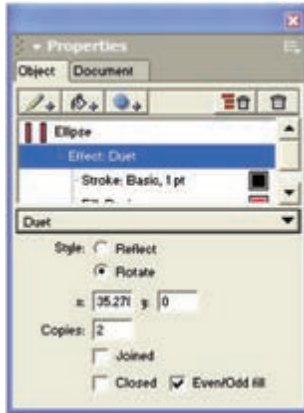 Properties
Object Document
Ellipse
Effect: Duet
Stroke: Basic, 1 pt
Duet
Style: Reflect
Rotate
x: 35.27 y: 0
Copies: 2
Joined
Closed Even/Odd fill